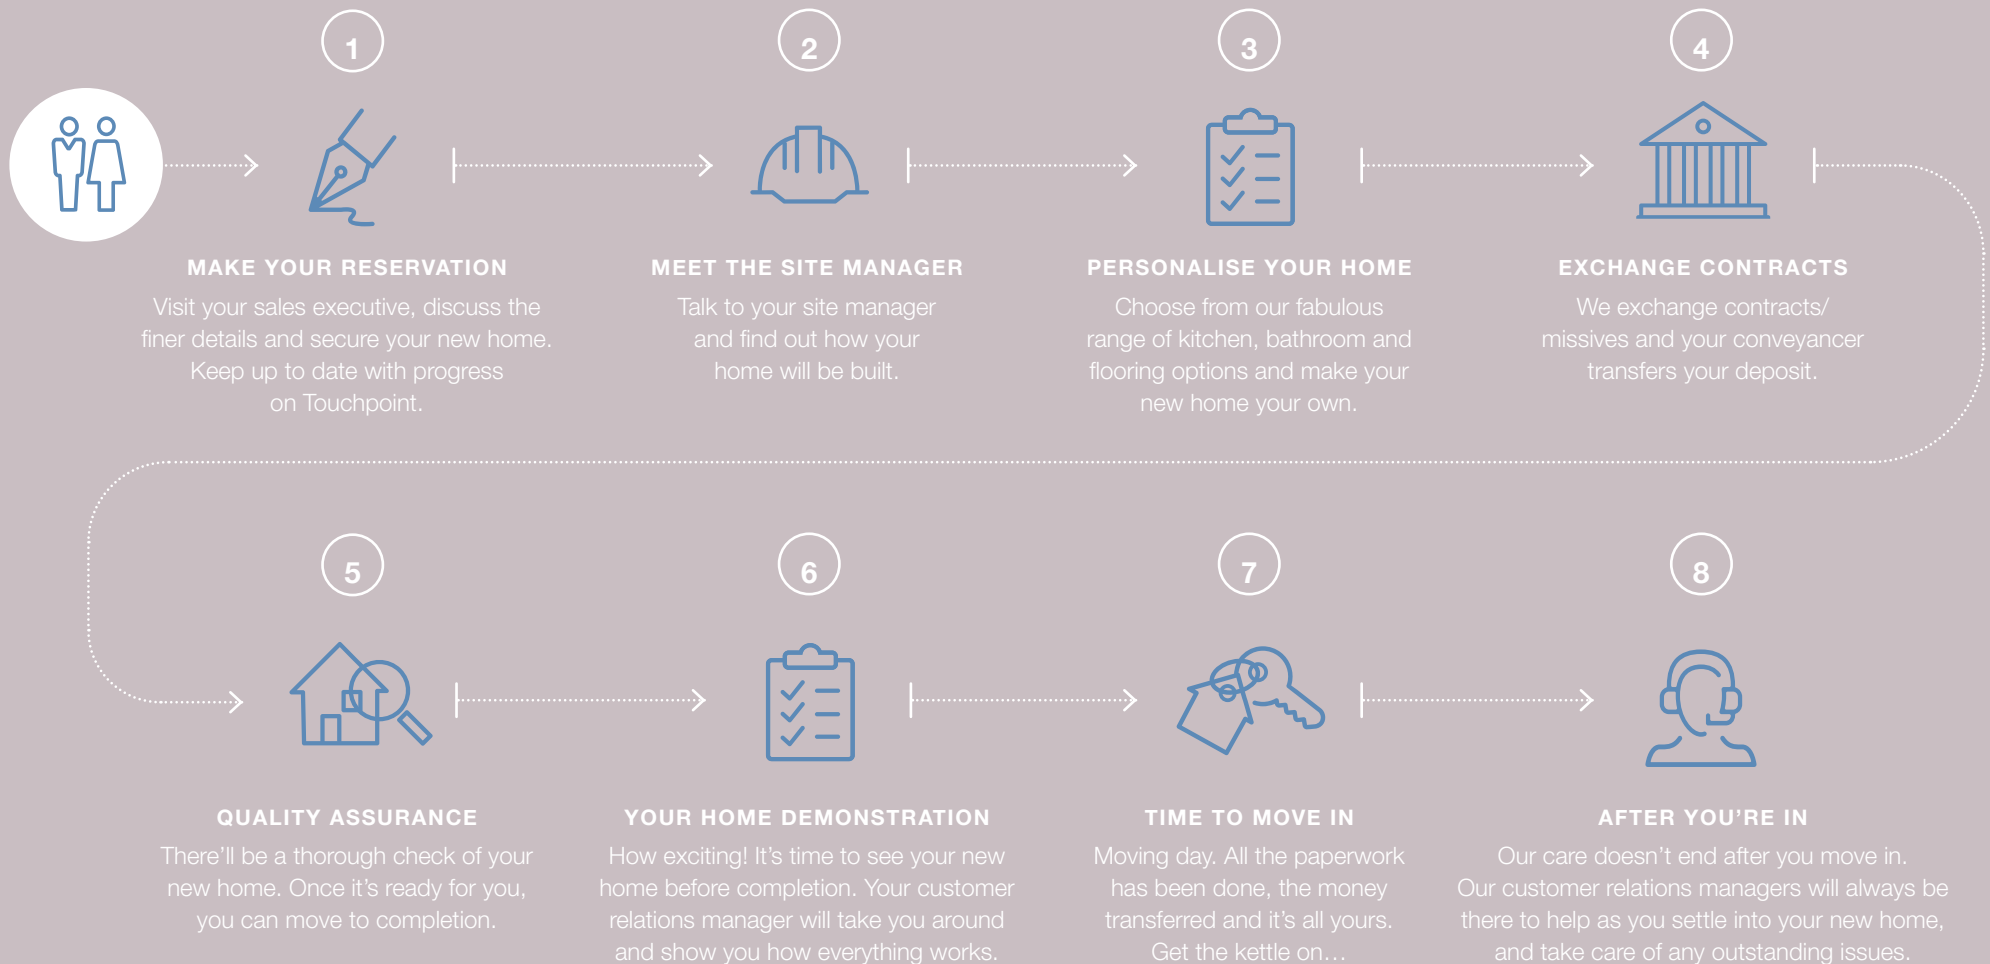 1
MAKE YOUR RESERVATION
Visit your sales executive, discuss the
finer details and secure your new home.
Keep up to date with progress
on Touchpoint.
2
MEET THE SITE MANAGER
Talk to your site manager
and find out how your
home will be built.
3
PERSONALISE YOUR HOME
Choose from our fabulous
range of kitchen, bathroom and
flooring options and make your
new home your own.
4
EXCHANGE CONTRACTS
We exchange contracts/
missives and your conveyancer
transfers your deposit.
5
QUALITY ASSURANCE
There’ll be a thorough check of your
new home. Once it’s ready for you,
you can move to completion.
6
YOUR HOME DEMONSTRATION
How exciting! It’s time to see your new
home before completion. Your customer
relations manager will take you around
and show you how everything works.
7
TIME TO MOVE IN
Moving day. All the paperwork
has been done, the money
transferred and it’s all yours.
Get the kettle on…
8
AFTER YOU’RE IN
Our care doesn’t end after you move in.
Our customer relations managers will always be
there to help as you settle into your new home,
and take care of any outstanding issues.